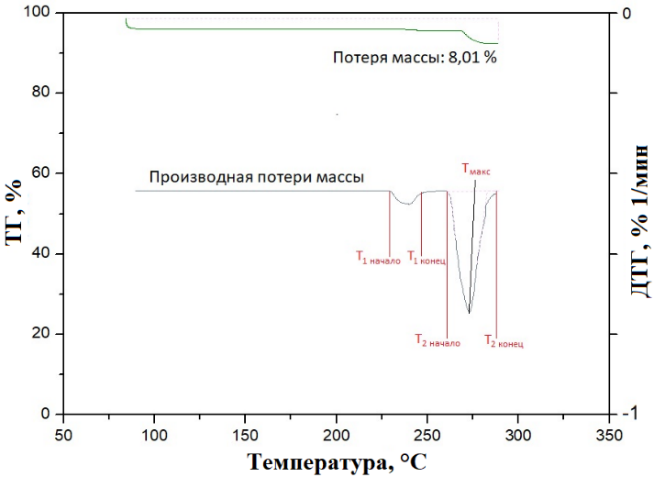 100
80
60
40
20
0
ТГ, %
0
-1
ДТГ, % 1/мин
Потеря массы: 8,01 %
Производная потери массы
Tмакс
T1 начало
T1 конец
T2 начало
T2 конец
50
100
150
200
250
300
350
Температура, °C